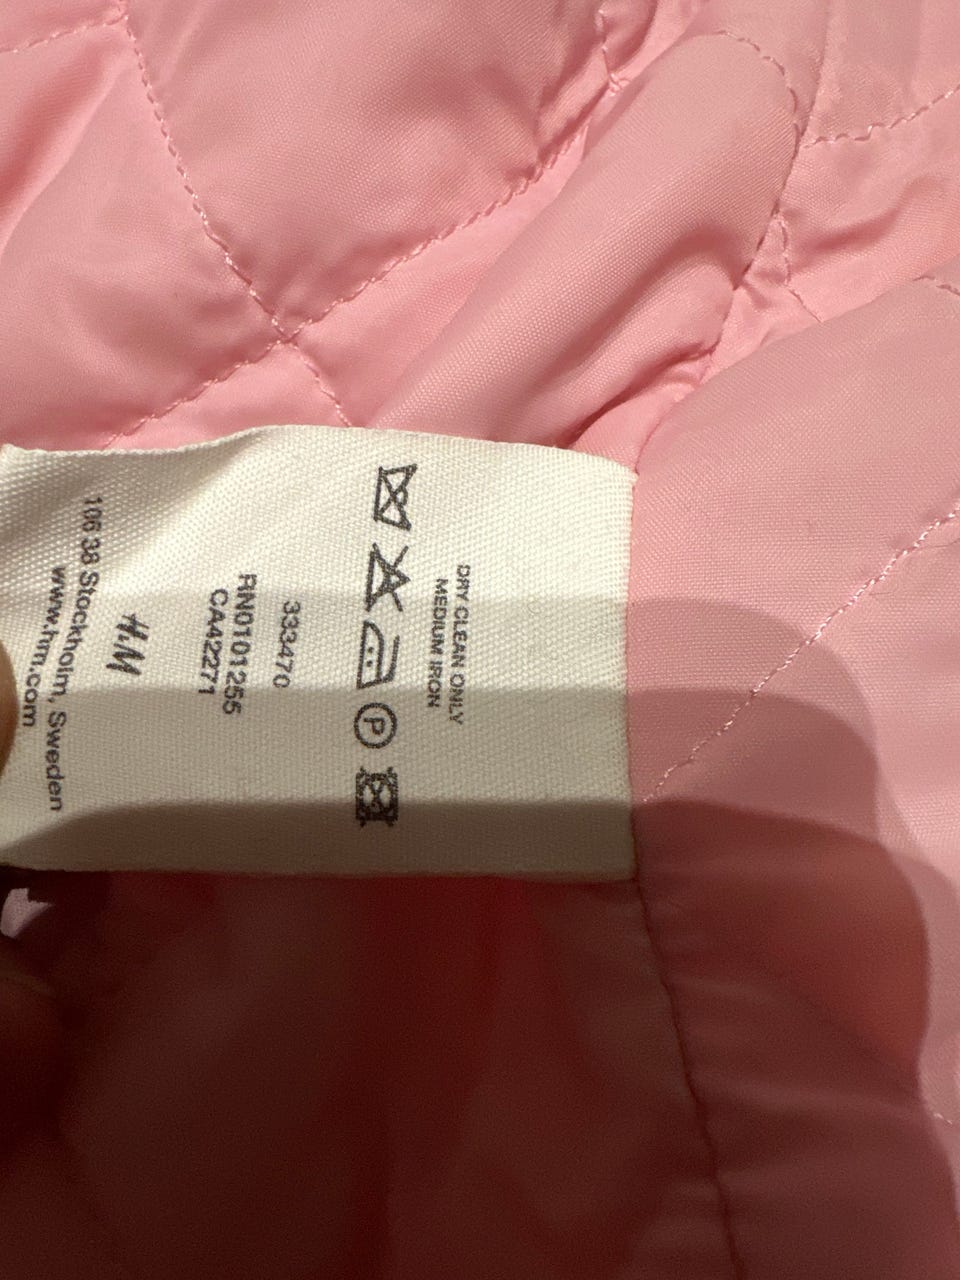 DRY CLEAN ONLY
MEDIUM IRON
P
333470
RN0101255
CA42271
H&M
106 38 Stockholm, Sweden
www.hm.com